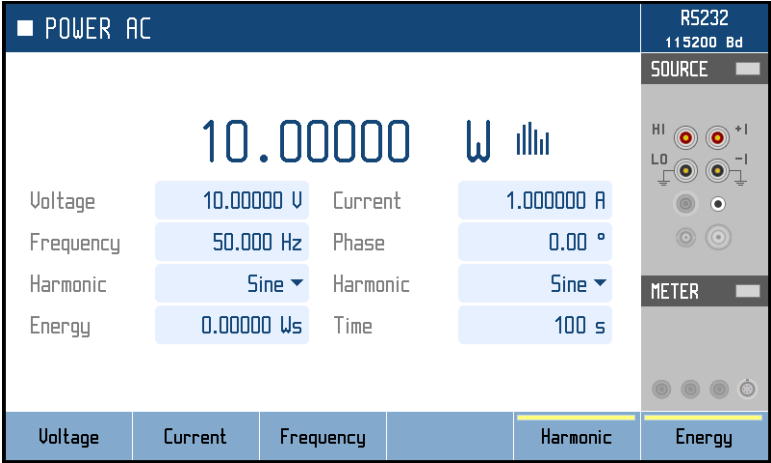 POWER AC
RS232
115200 Bd
SOURCE
10.00000 W
HI +I
LO -I
Voltage 10.00000 V Current 1.000000 A
Frequency 50.000 Hz Phase 0.00 °
Harmonic Sine Harmonic Sine
Energy 0.00000 Ws Time 100 s
METER
Voltage Current Frequency Harmonic Energy